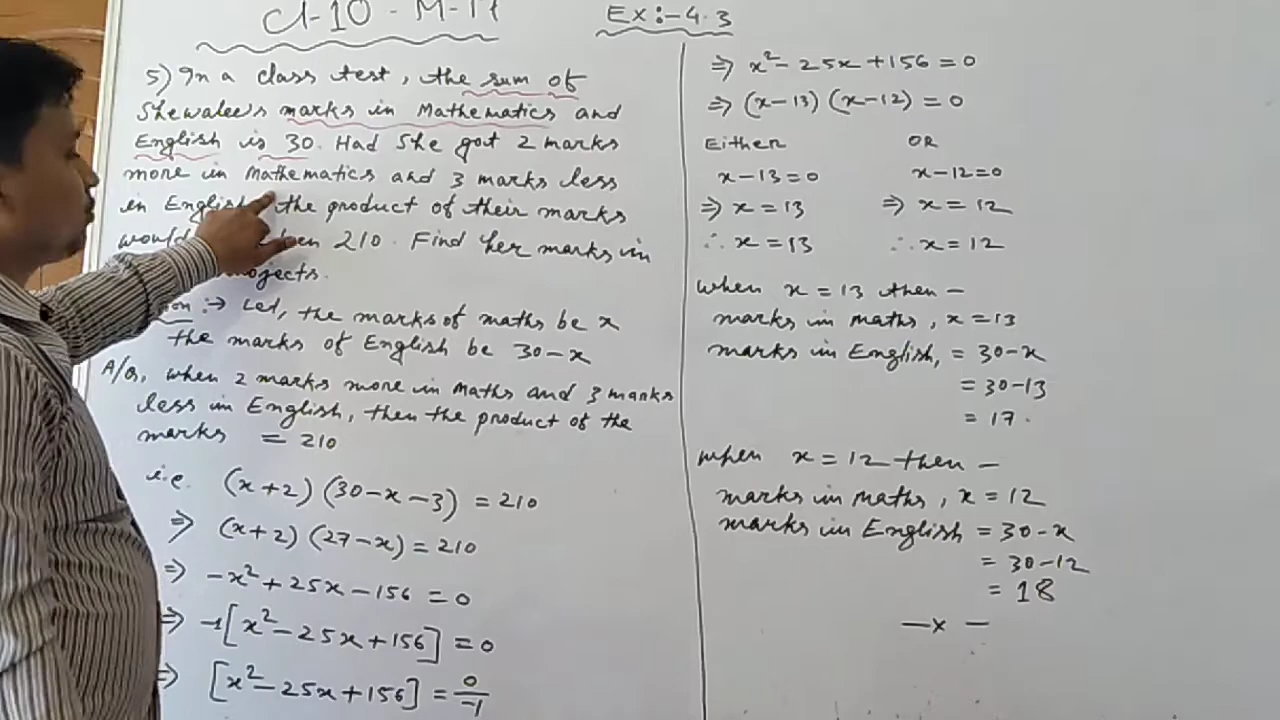 Cl-10 - M-17
Ex:-4.3
5) In a class test, the sum of
Shewalee's marks in Mathematics and
English is 30. Had She got 2 marks
more in Mathematics and 3 marks less
in English the product of their marks
would 210. Find her marks in
Let, the marks of maths be x
the marks of English be 30-x
A/Q, when 2 marks more in maths and 3 marks
less in English, then the product of the
marks = 210
i.e. (x+2) (30-x-3) = 210
⇒ (x+2) (27-x) = 210
⇒ -x²+25x-156 = 0
⇒ -1[x²-25x+156] = 0
⇒ [x²-25x+156] = 0/-1
⇒ x²-25x+156=0
⇒ (x-13) (x-12) = 0
Either OR
x-13=0 x-12=0
⇒ x=13 ⇒ x=12
∴ x=13 ∴ x=12
when x=13 then-
marks in maths, x=13
marks in English, = 30-x
= 30-13
= 17.
when x=12 then-
marks in maths, x=12
marks in English = 30-x
= 30-12
= 18
—x—